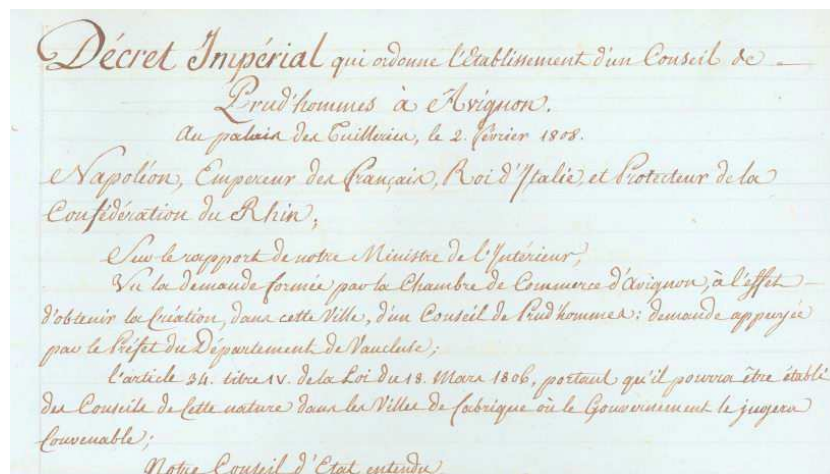 Décret Impérial qui ordonne l'Etablissement d'un Conseil de
Prud'hommes à Avignon.
Au palais des Tuilleries, le 2. février 1808.
Napoléon, Empereur des français, Roi d'Italie, et Protecteur de la
Confédération du Rhin;
Sur le rapport de notre Ministre de l'Intérieur,
Vu la demande formée par la Chambre de Commerce d'avignon, à l'effet
d'obtenir la Création, dans cette Ville, d'un Conseil de Prud'hommes: demande appuyée
par le Préfet du Département de Vaucluse;
l'article 34. titre IV. de la Loi du 18. Mars 1806, portant qu'il pourra être établi
des Conseils de Cette nature dans les Villes de fabrique où le Gouvernement le jugera
Convenable;
Notre Conseil d'Etat entendu